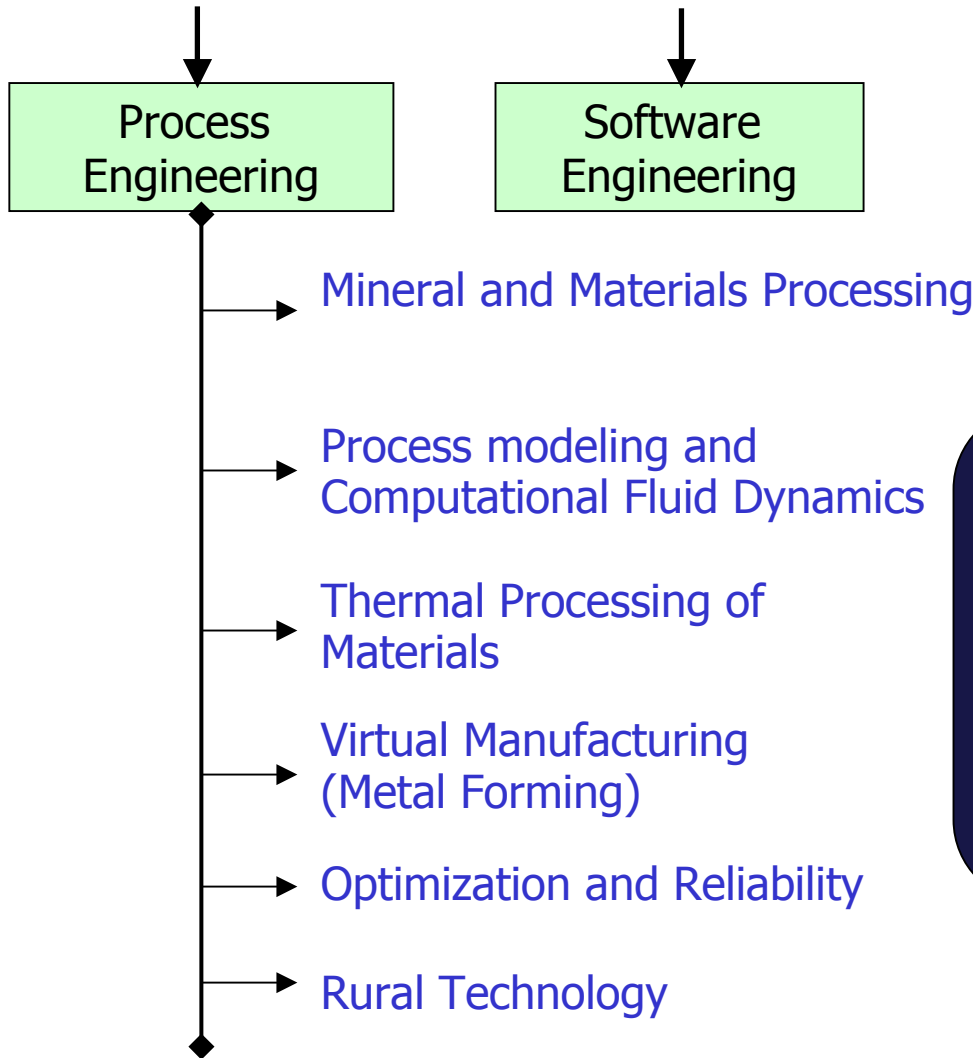 Process
Engineering
Software
Engineering
Mineral and Materials Processing
Process modeling and
Computational Fluid Dynamics
Thermal Processing of
Materials
Virtual Manufacturing
(Metal Forming)
Optimization and Reliability
Rural Technology